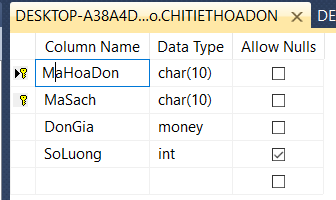 DESKTOP-A38A4D...o.CHITIETHOADON
Column Name Data Type Allow Nulls
MaHoaDon char(10)
MaSach char(10)
DonGia money
SoLuong int